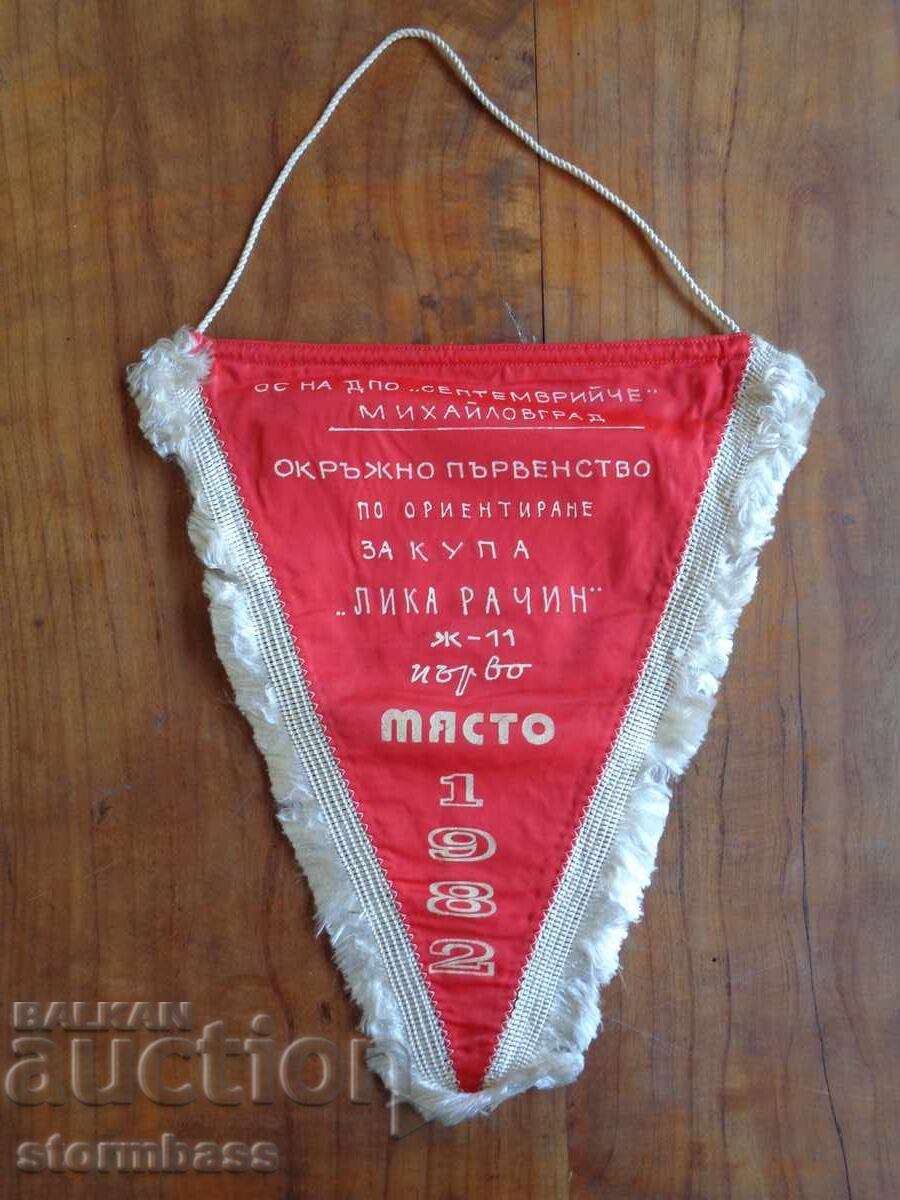 ОС НА ДПО „СЕПТЕМВРИЙЧЕ"
МИХАЙЛОВГРАД
ОКРЪЖНО ПЪРВЕНСТВО
ПО ОРИЕНТИРАНЕ
ЗА КУПА
„ЛИКА РАЧИН"
Ж-11
първо
МЯСТО
1
9
8
2
BALKAN
auction
stormbass